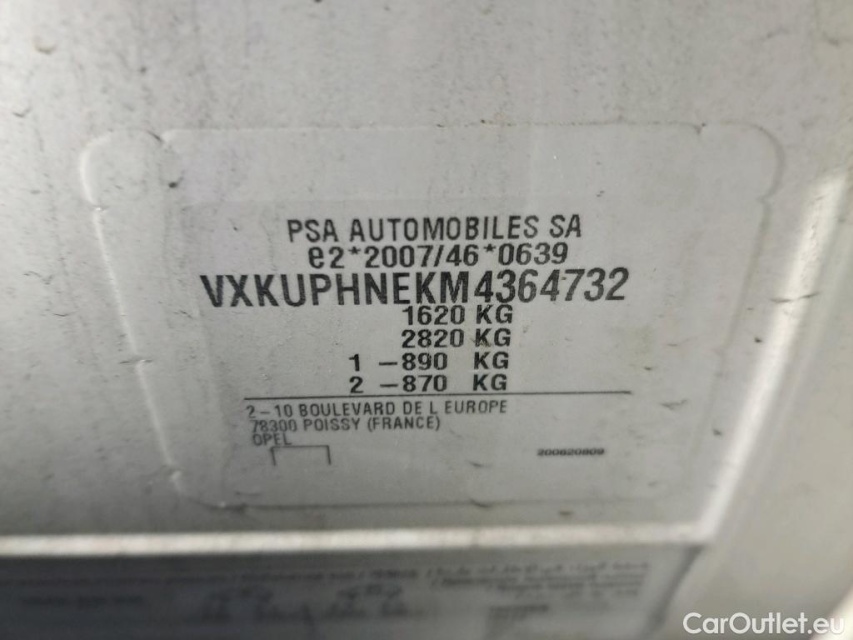 PSA AUTOMOBILES SA
e2*2007/46*0639
VXKUPHNEKM4364732
1620 KG
2820 KG
1 -890 KG
2 -870 KG
2-10 BOULEVARD DE L EUROPE
78300 POISSY (FRANCE)
OPEL
200820809
CarOutlet.eu